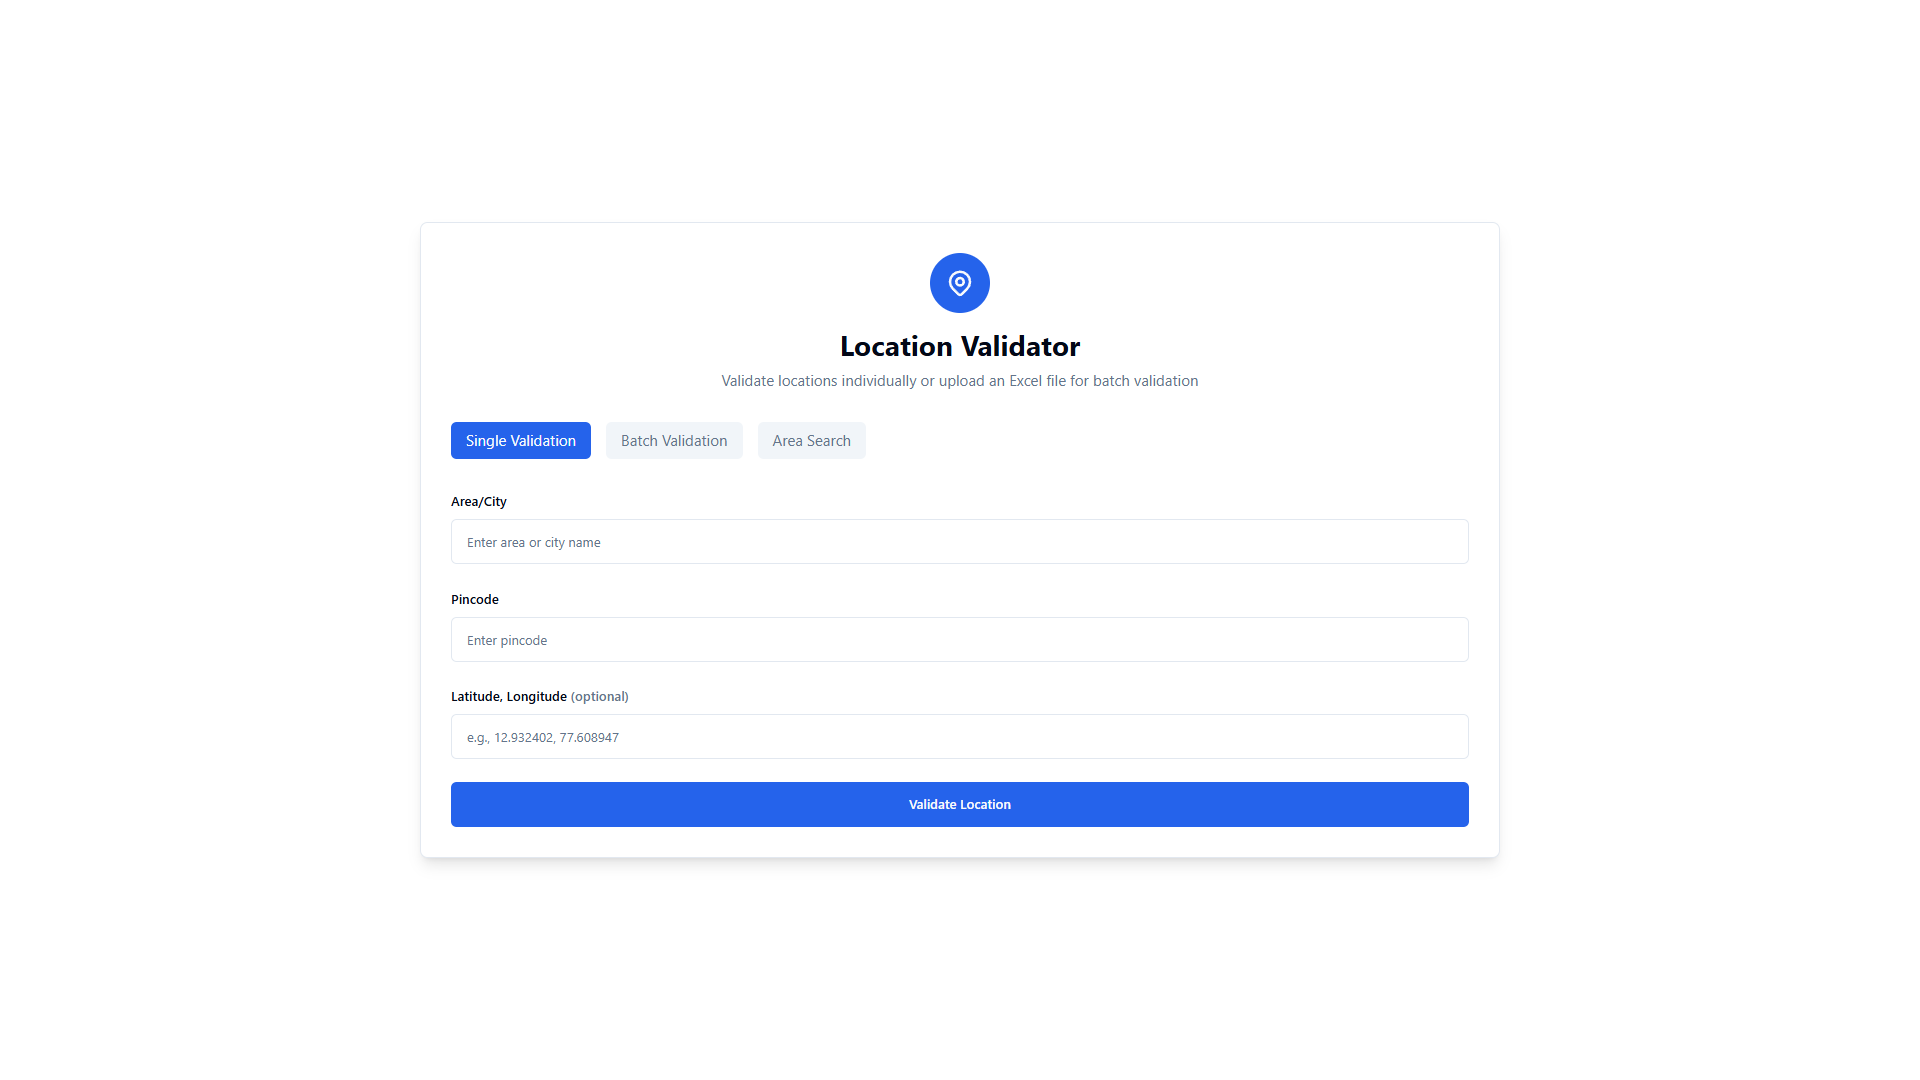 Location Validator
Validate locations individually or upload an Excel file for batch validation
Single Validation Batch Validation Area Search
Area/City
Enter area or city name
Pincode
Enter pincode
Latitude, Longitude (optional)
e.g., 12.932402, 77.608947
Validate Location